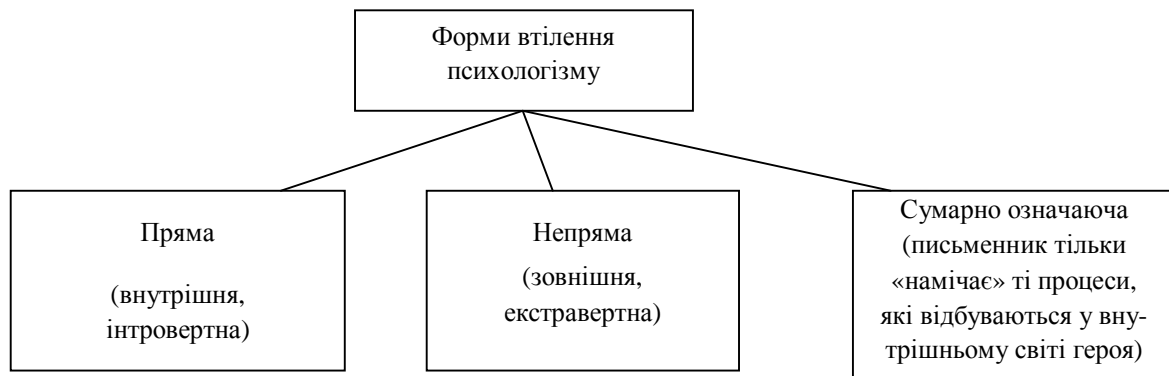 Форми втілення
психологізму
Пряма
(внутрішня,
інтровертна)
Непряма
(зовнішня,
екстравертна)
Сумарно означаюча
(письменник тільки
«намічає» ті процеси,
які відбуваються у вну-
трішньому світі героя)